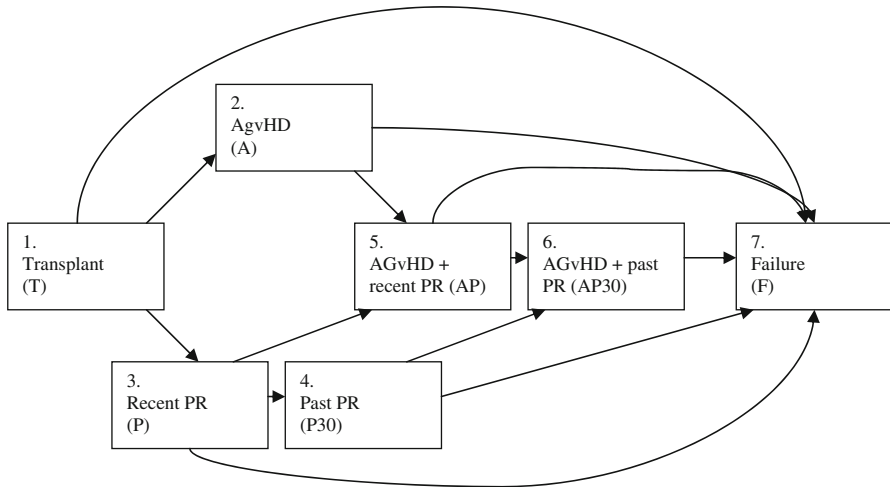 2.
AgvHD
(A)
1.
Transplant
(T)
5.
AGvHD +
recent PR (AP)
6.
AGvHD + past
PR (AP30)
7.
Failure
(F)
3.
Recent PR
(P)
4.
Past PR
(P30)